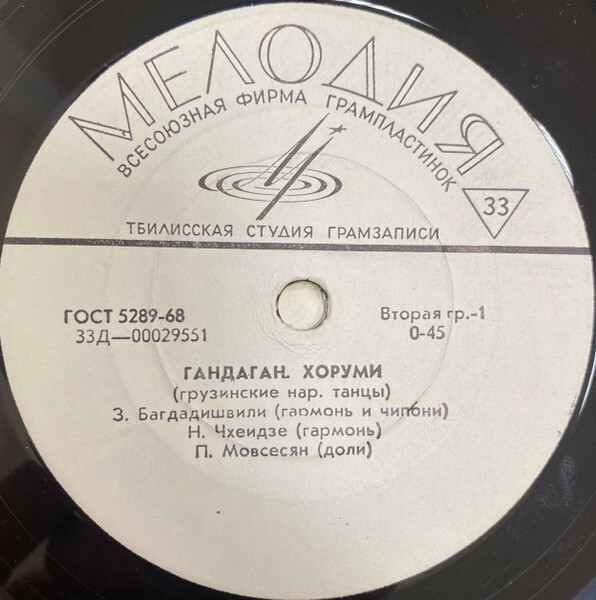 МЕЛОДИЯ
ВСЕСОЮЗНАЯ ФИРМА ГРАМПЛАСТИНОК
33
ТБИЛИССКАЯ СТУДИЯ ГРАМЗАПИСИ
ГОСТ 5289-68
Вторая гр.-1
33Д—00029551
0-45
ГАНДАГАН. ХОРУМИ
(грузинские нар. танцы)
З. Багдадишвили (гармонь и чипони)
Н. Чхеидзе (гармонь)
П. Мовсесян (доли)